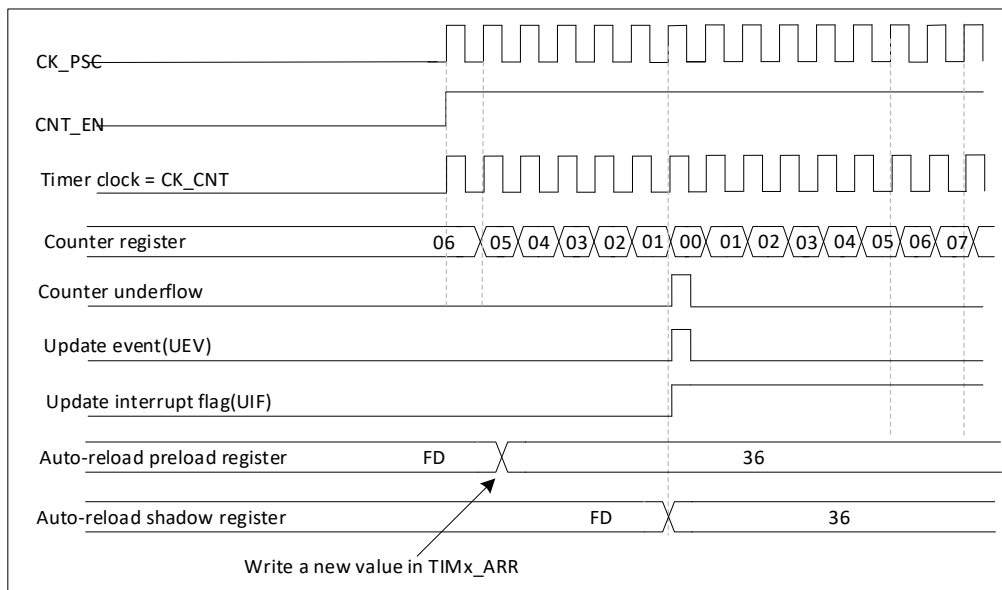 CK_PSC
CNT_EN
Timer clock = CK_CNT
Counter register 06 05 04 03 02 01 00 01 02 03 04 05 06 07
Counter underflow
Update event(UEV)
Update interrupt flag(UIF)
Auto-reload preload register FD 36
Auto-reload shadow register FD 36
Write a new value in TIMx_ARR